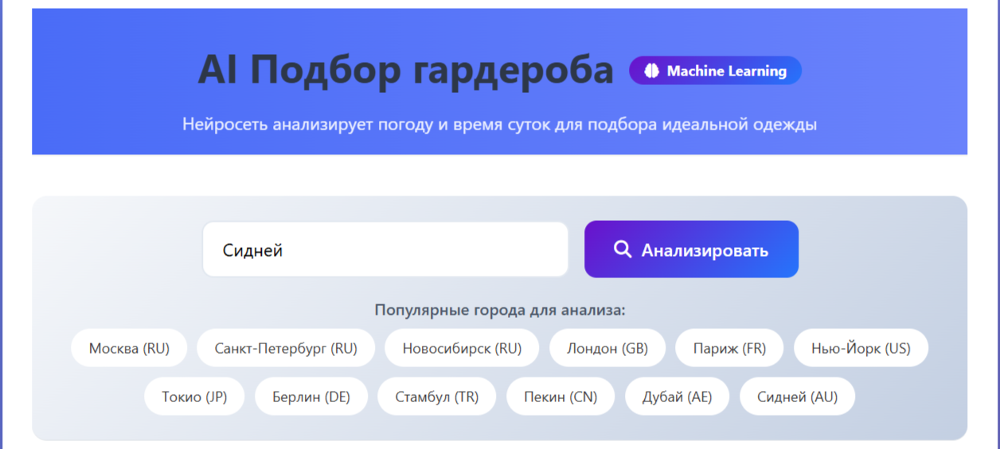 AI Подбор гардероба Machine Learning
Нейросеть анализирует погоду и время суток для подбора идеальной одежды
Сидней Анализировать
Популярные города для анализа:
Москва (RU) Санкт-Петербург (RU) Новосибирск (RU) Лондон (GB) Париж (FR) Нью-Йорк (US)
Токио (JP) Берлин (DE) Стамбул (TR) Пекин (CN) Дубай (AE) Сидней (AU)